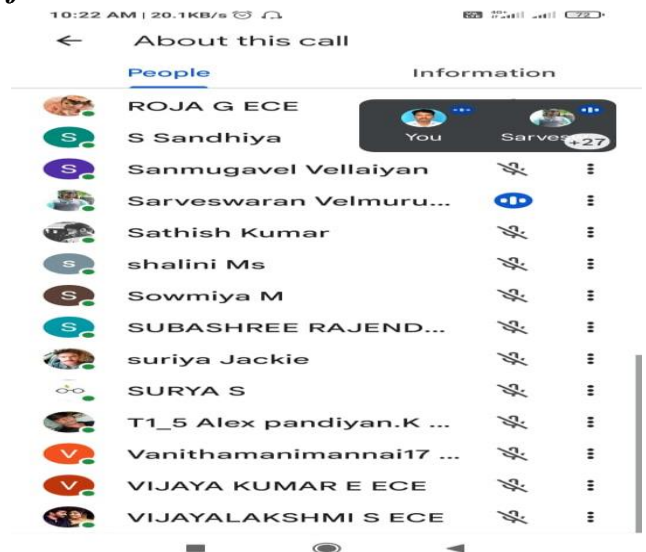 10:22 AM | 20.1KB/s
72
About this call
People Information
ROJA G ECE
You Sarves +27
S S Sandhiya
S Sanmugavel Vellaiyan
Sarveswaran Velmuru...
Sathish Kumar
s shalini Ms
S Sowmiya M
S SUBASHREE RAJEND...
suriya Jackie
SURYA S
T1_5 Alex pandiyan.K ...
V Vanithamanimannai17 ...
V VIJAYA KUMAR E ECE
VIJAYALAKSHMI S ECE